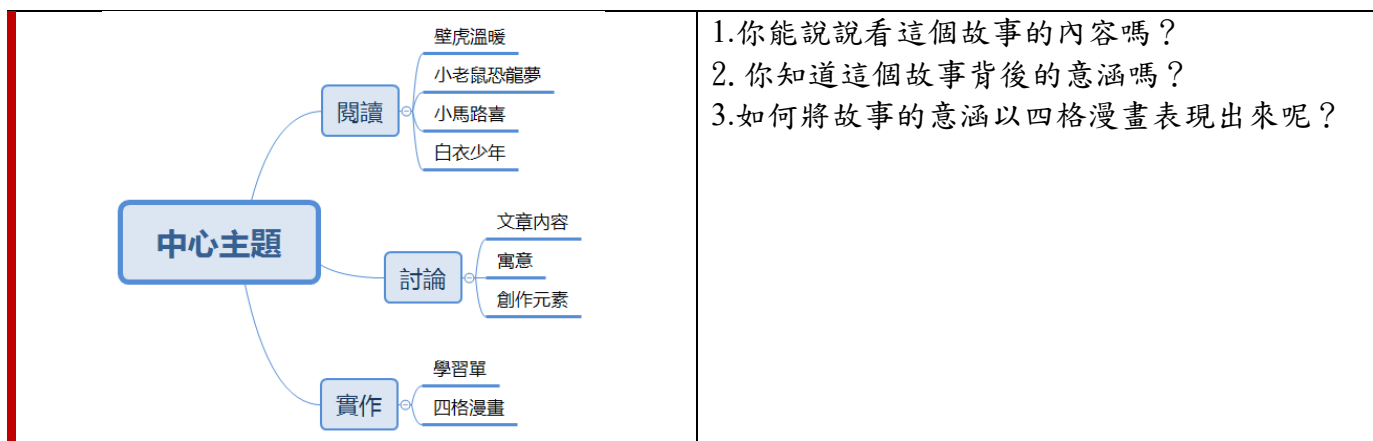 中心主題
閱讀
壁虎溫暖
小老鼠恐龍夢
小馬路喜
白衣少年
討論
文章內容
寓意
創作元素
實作
學習單
四格漫畫
1.你能說說看這個故事的內容嗎？
2. 你知道這個故事背後的意涵嗎？
3.如何將故事的意涵以四格漫畫表現出來呢？